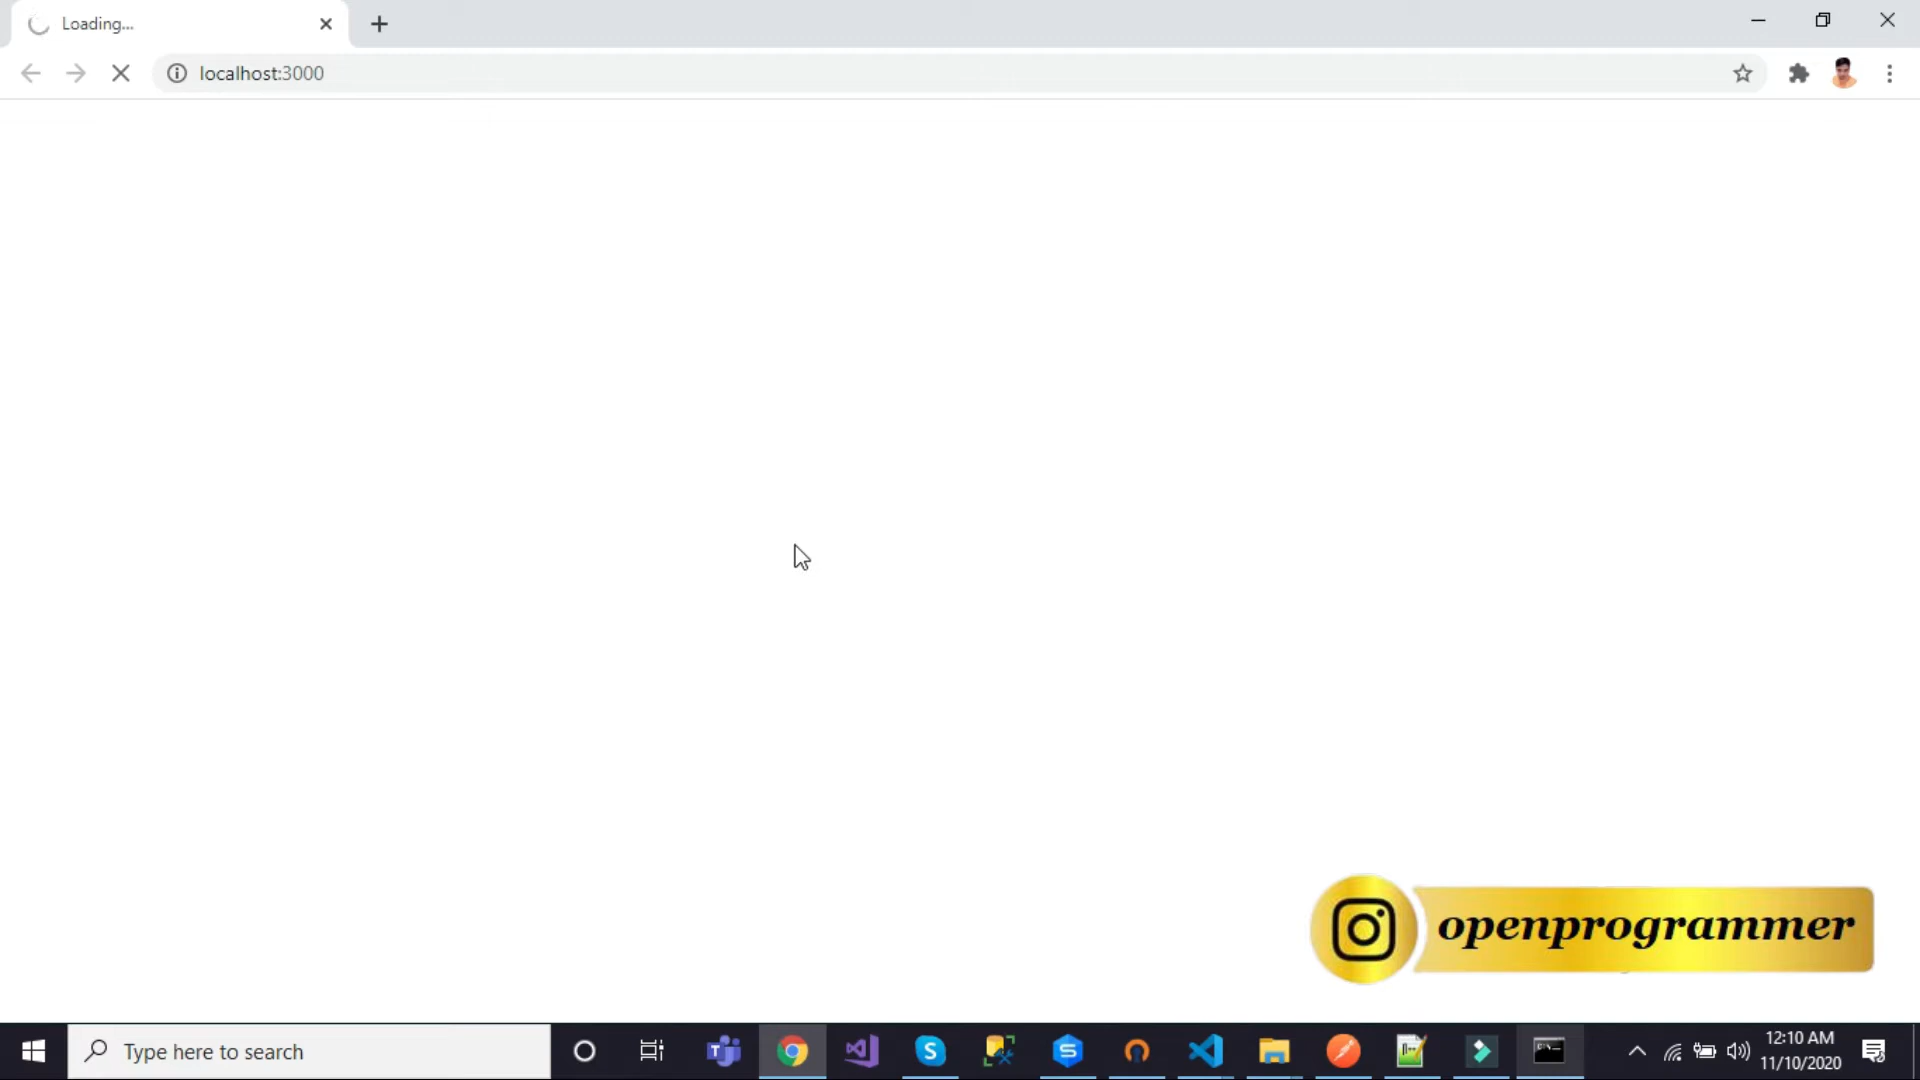 Loading...
localhost:3000
openprogrammer
Type here to search
12:10 AM
11/10/2020